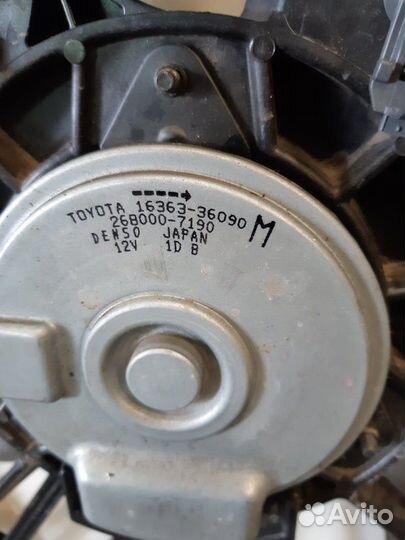 TOYOTA 16363-36090
268000-7190
DENSO JAPAN
12V 1D B
M
Avito